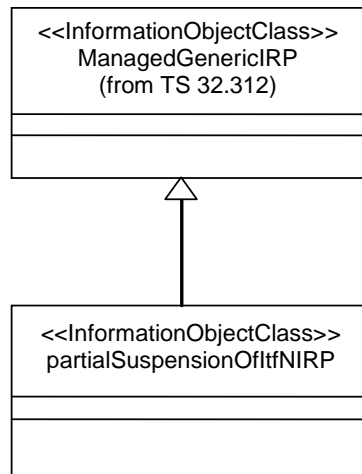 <<InformationObjectClass>>
ManagedGenericIRP
(from TS 32.312)
<<InformationObjectClass>>
partialSuspensionOfItfNIRP